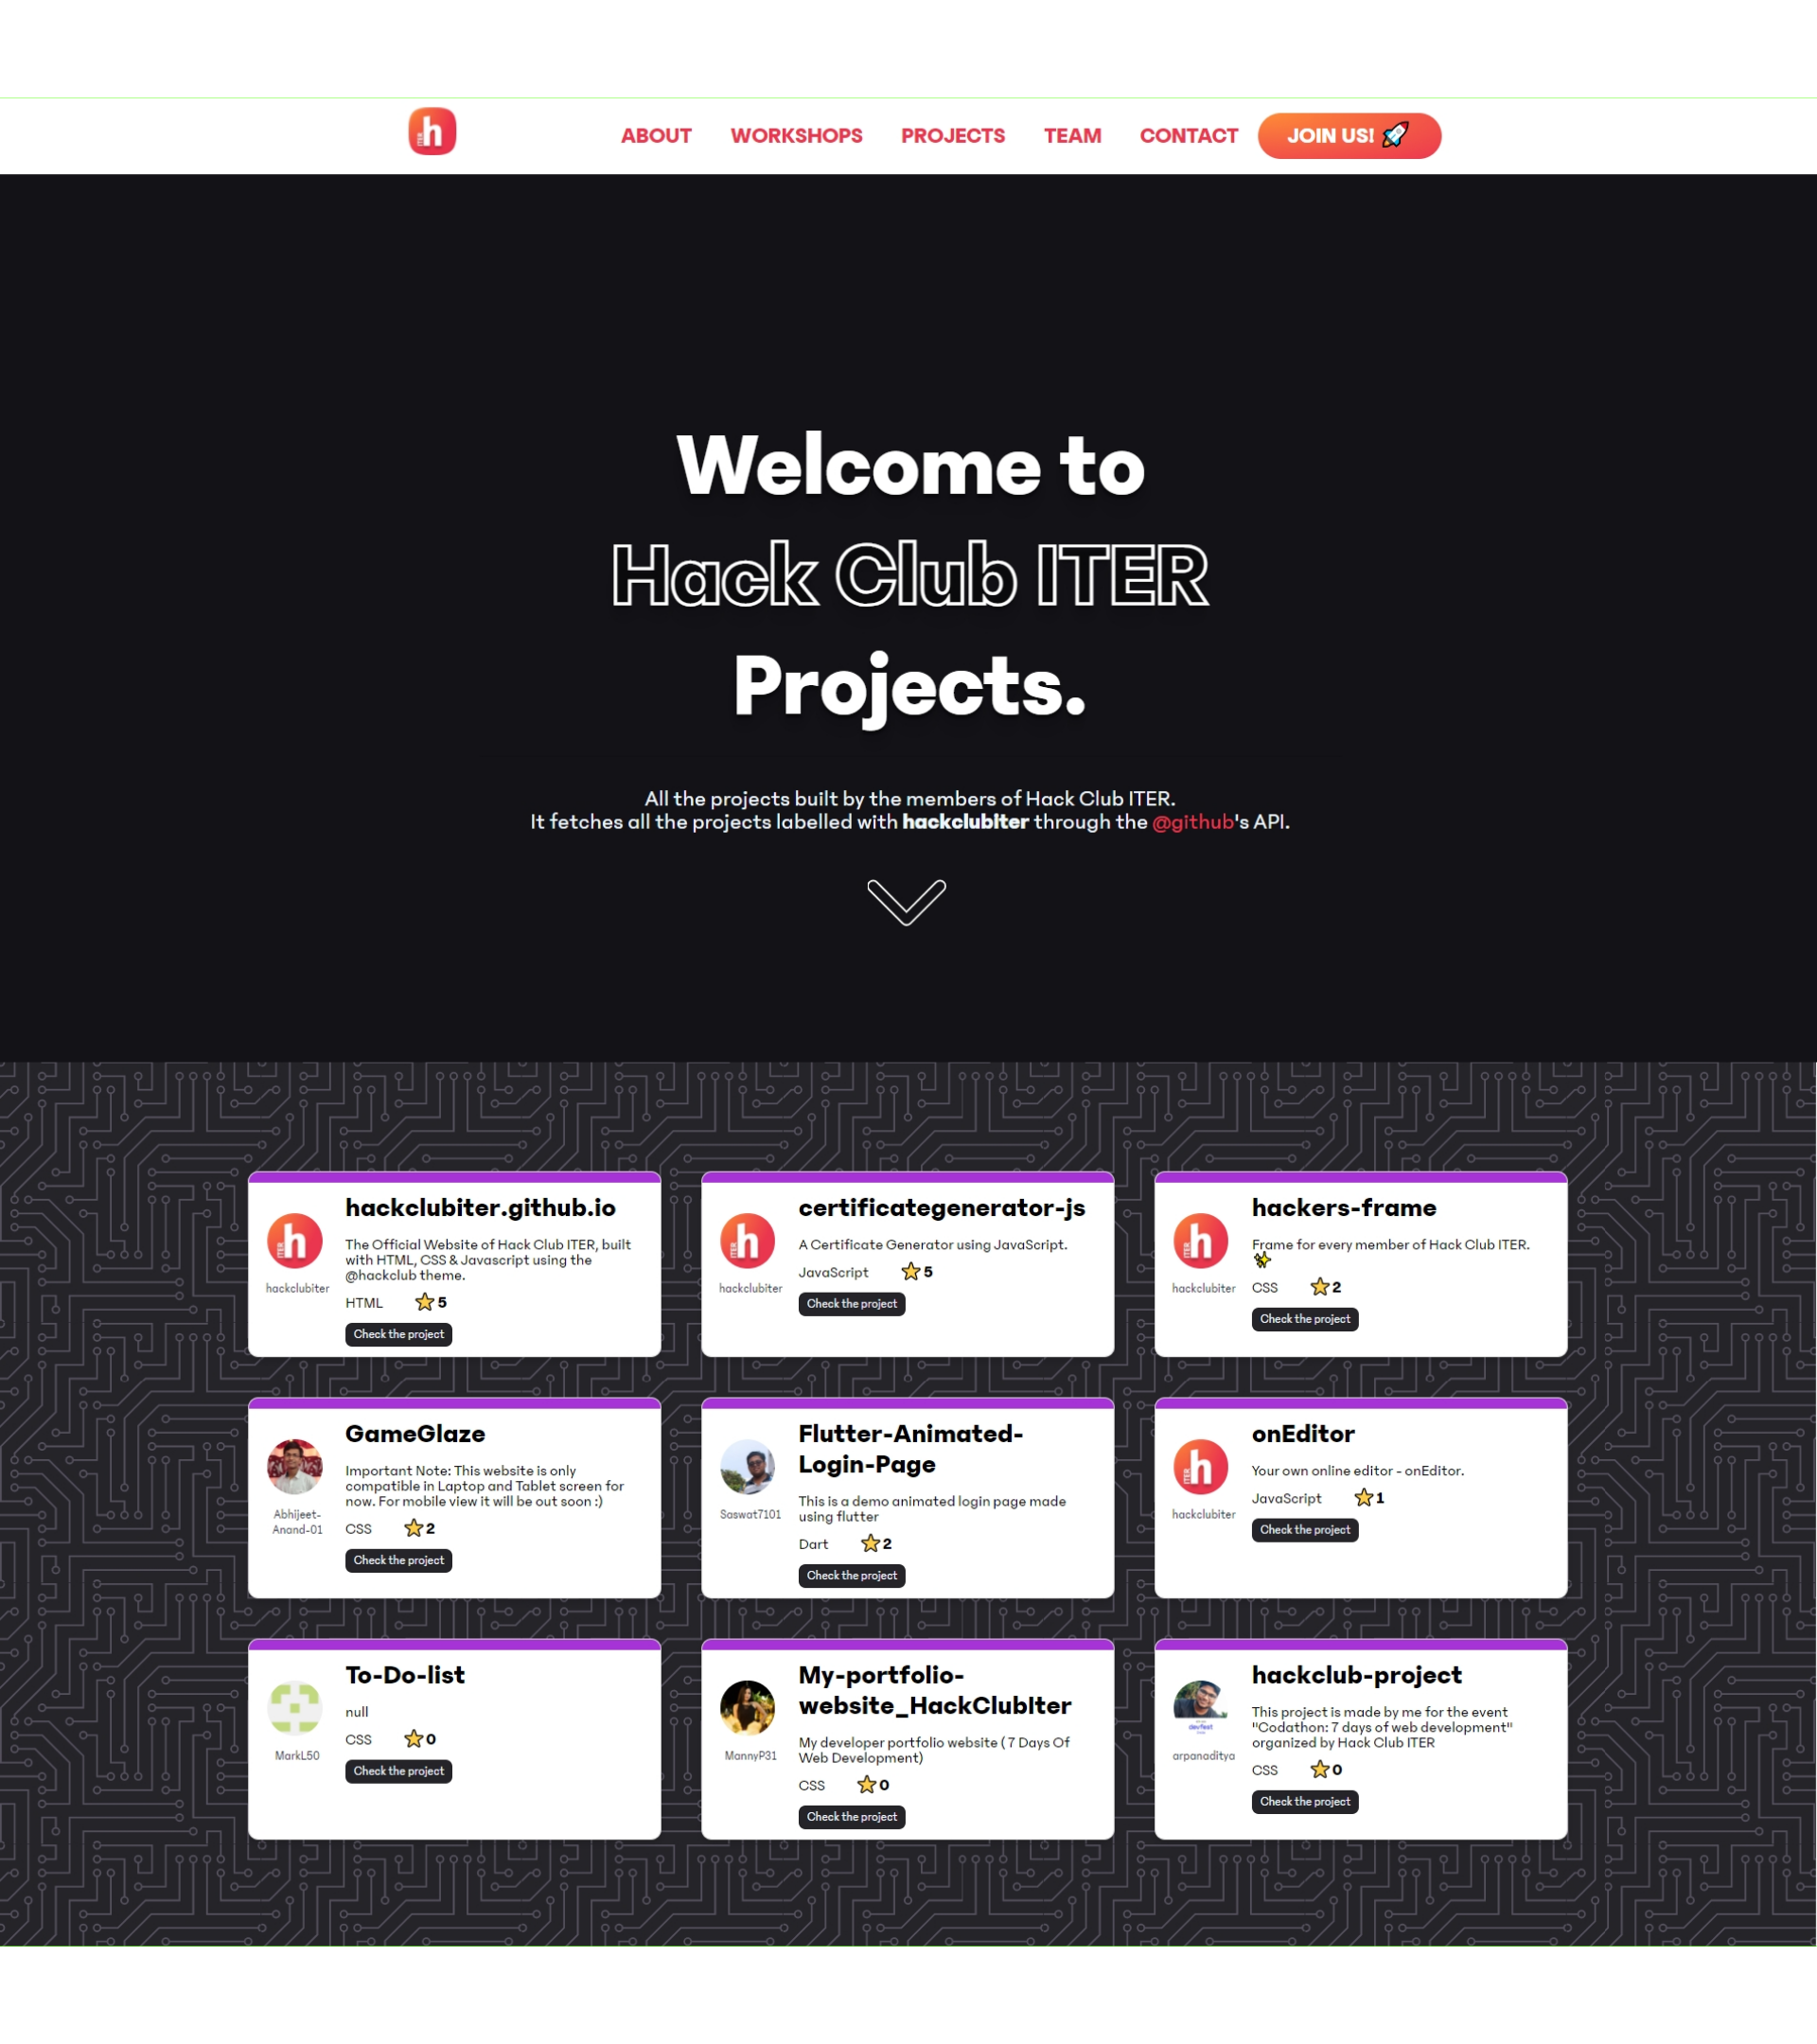 h
ITER
ABOUT WORKSHOPS PROJECTS TEAM CONTACT JOIN US! 🚀
Welcome to
Hack Club ITER
Projects.
All the projects built by the members of Hack Club ITER.
It fetches all the projects labelled with hackclubiter through the @github's API.
hackclubiter.github.io
h
ITER
hackclubiter
The Official Website of Hack Club ITER, built
with HTML, CSS & Javascript using the
@hackclub theme.
HTML ⭐ 5
Check the project
certificategenerator-js
h
ITER
hackclubiter
A Certificate Generator using JavaScript.
JavaScript ⭐ 5
Check the project
hackers-frame
h
ITER
hackclubiter
Frame for every member of Hack Club ITER.
✨
CSS ⭐ 2
Check the project
GameGlaze
Abhijeet-
Anand-01
Important Note: This website is only
compatible in Laptop and Tablet screen for
now. For mobile view it will be out soon :)
CSS ⭐ 2
Check the project
Flutter-Animated-
Login-Page
Saswat7101
This is a demo animated login page made
using flutter
Dart ⭐ 2
Check the project
onEditor
h
ITER
hackclubiter
Your own online editor - onEditor.
JavaScript ⭐ 1
Check the project
To-Do-list
MarkL50
null
CSS ⭐ 0
Check the project
My-portfolio-
website_HackClubIter
MannyP31
My developer portfolio website ( 7 Days Of
Web Development)
CSS ⭐ 0
Check the project
hackclub-project
devfest
arpanaditya
This project is made by me for the event
"Codathon: 7 days of web development"
organized by Hack Club ITER
CSS ⭐ 0
Check the project